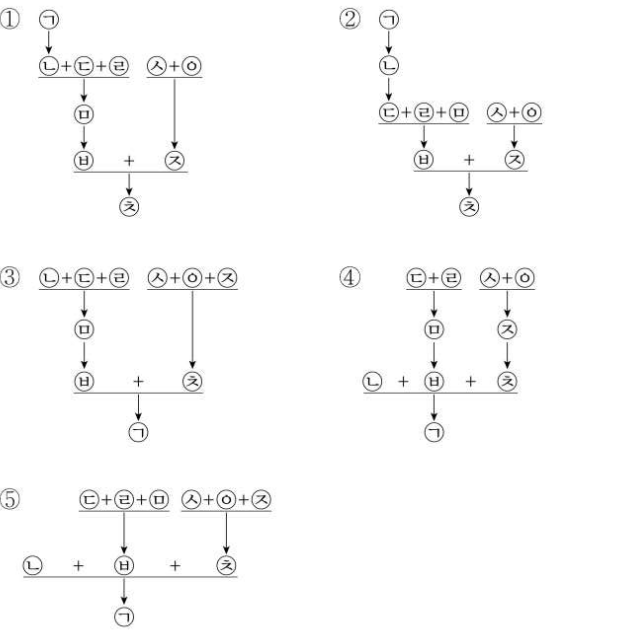 ① ㉠
㉡+㉢+㉣ ㉦+㉧
㉤
㉥ + ㉨
㉩
② ㉠
㉡
㉢+㉣+㉤ ㉦+㉧
㉥ + ㉨
㉩
③ ㉡+㉢+㉣ ㉦+㉧+㉨
㉤
㉥ + ㉩
㉠
④ ㉢+㉣ ㉦+㉧
㉤ ㉨
㉡ + ㉥ + ㉩
㉠
⑤ ㉢+㉣+㉤ ㉦+㉧+㉨
㉡ + ㉥ + ㉩
㉠